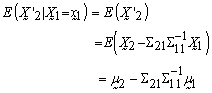 E(X'₂|X₁=x₁) = E(X'₂)
= E(X₂ − Σ₂₁Σ₁₁⁻¹X₁)
= μ₂ − Σ₂₁Σ₁₁⁻¹μ₁